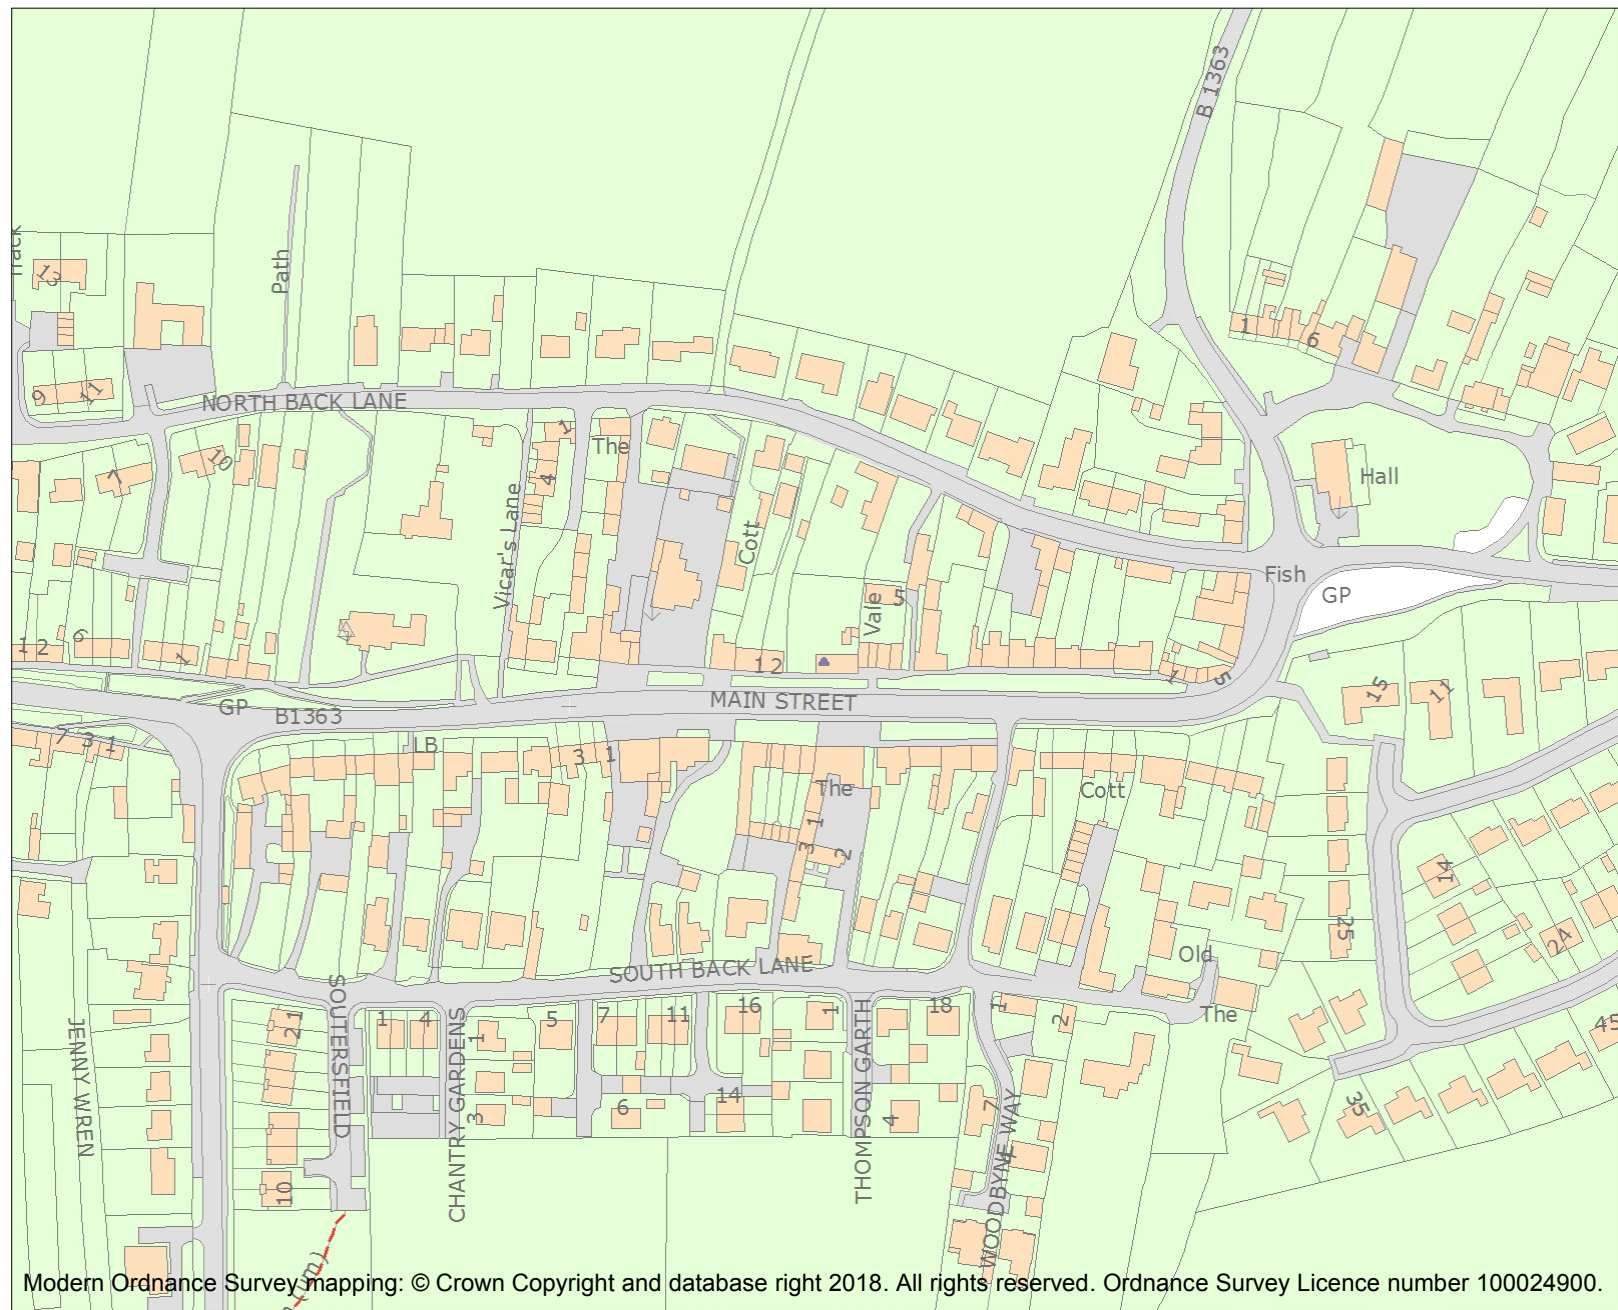 B 1363
Path
13
9
11
NORTH BACK LANE
1
6
7
10
1
4
The
Hall
Vicar's Lane
Cott
Vale
5
Fish
GP
1 2
6
1
1 2
1
5
MAIN STREET
GP
B1363
15
11
7
3
1
LB
3
1
The
Cott
1
3
2
14
25
24
Old
SOUTH BACK LANE
The
SOUTERSFIELD
JENNY WREN
2 1
1
4
CHANTRY GARDENS
1
5
7
11
16
1
18
1
2
THOMPSON GARTH
3
6
14
4
7
WOODBYNE WAY
10
35
45
Modern Ordnance Survey mapping: © Crown Copyright and database right 2018. All rights reserved. Ordnance Survey Licence number 100024900.